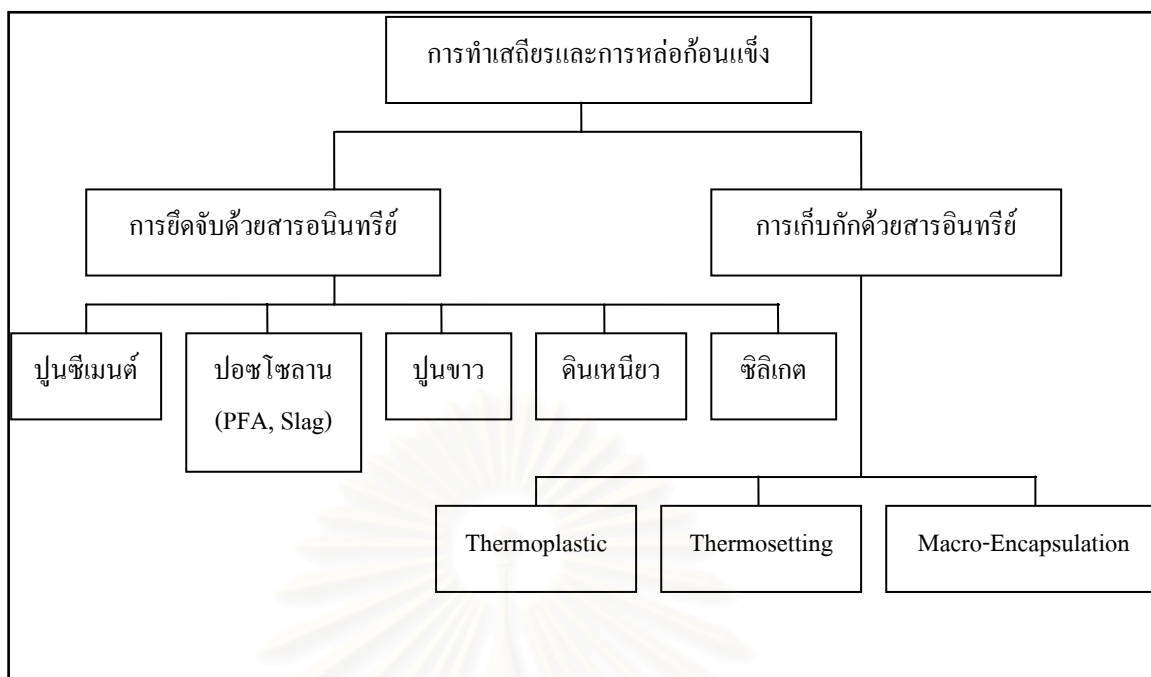 การทำเสถียรและการหล่อก้อนแข็ง
การยึดจับด้วยสารอนินทรีย์
การเก็บกักด้วยสารอินทรีย์
ปูนซีเมนต์
ปอซโซลาน
(PFA, Slag)
ปูนขาว
ดินเหนียว
ซิลิเกต
Thermoplastic
Thermosetting
Macro-Encapsulation